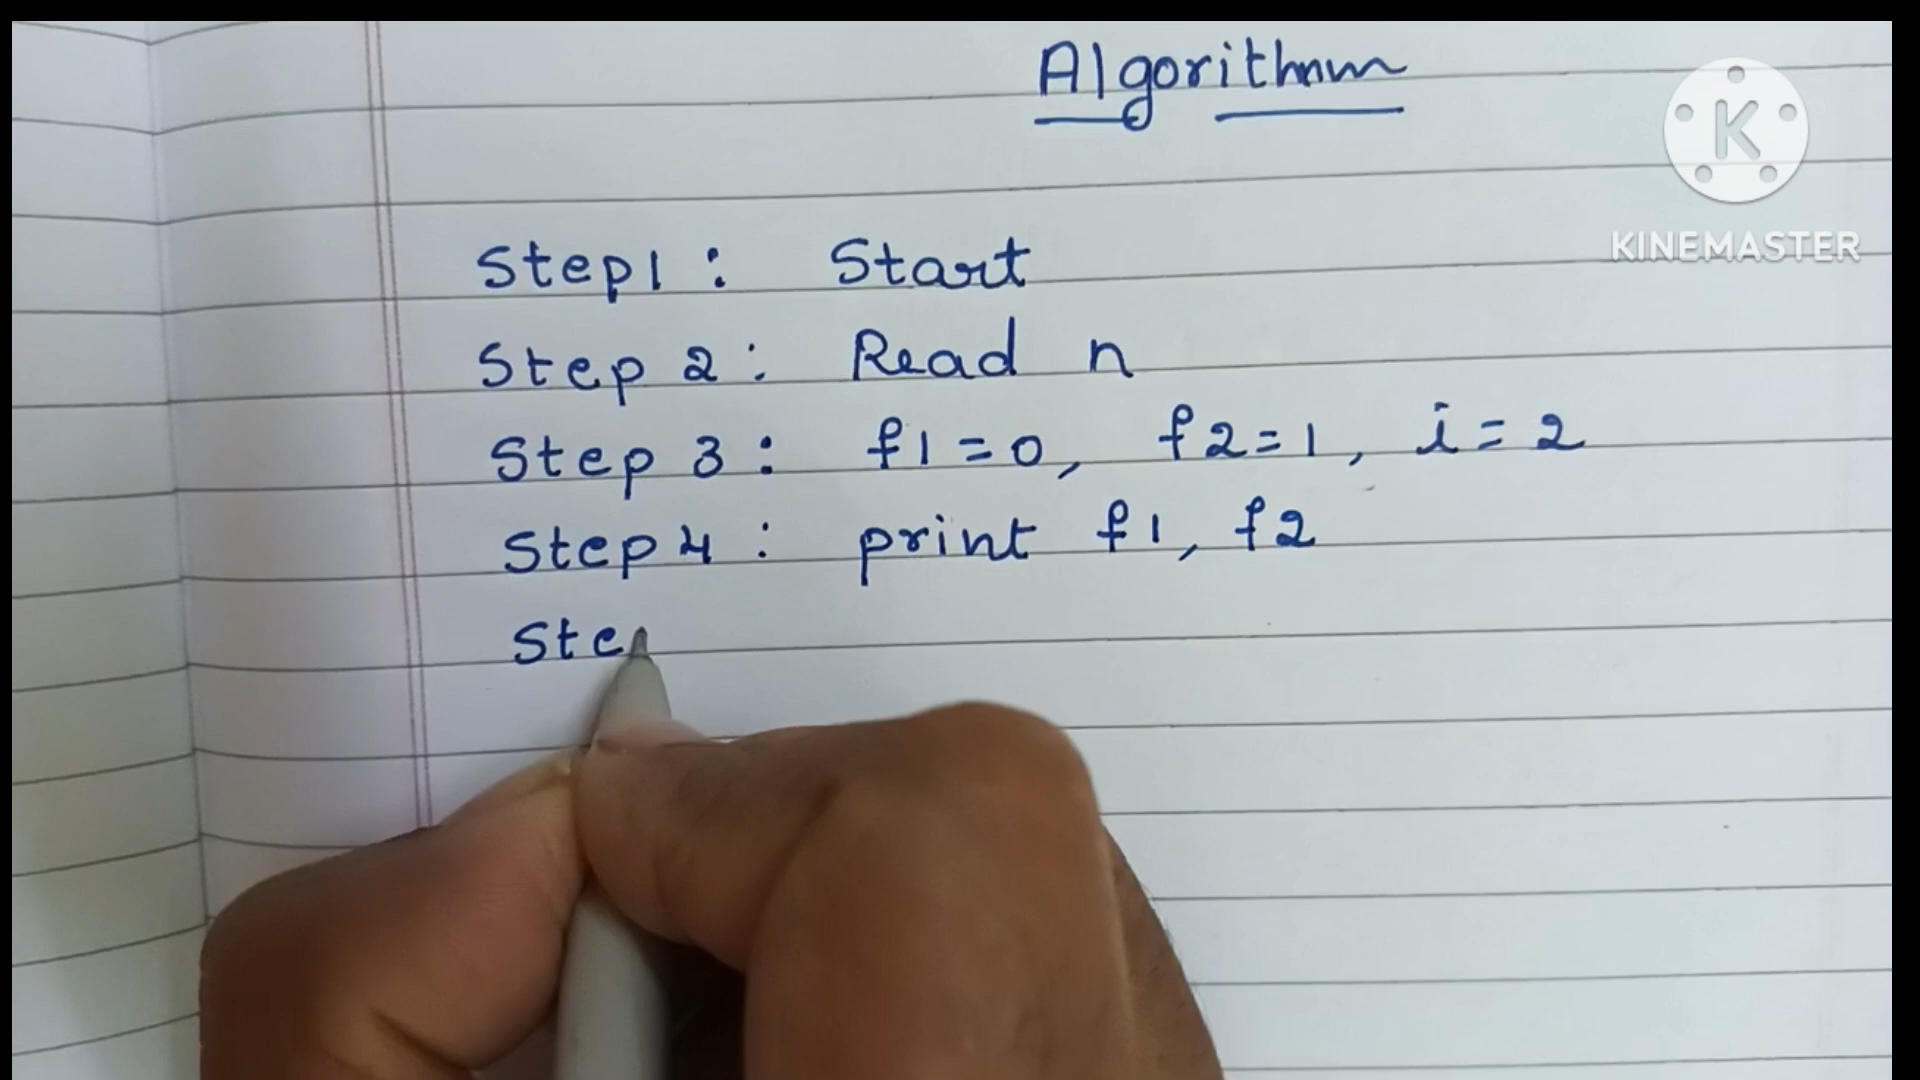 Algorithm
K
KINEMASTER
Step1 : Start
Step 2 : Read n
Step 3 : f1 = 0, f2 = 1, i = 2
Step 4 : print f1, f2
Ste